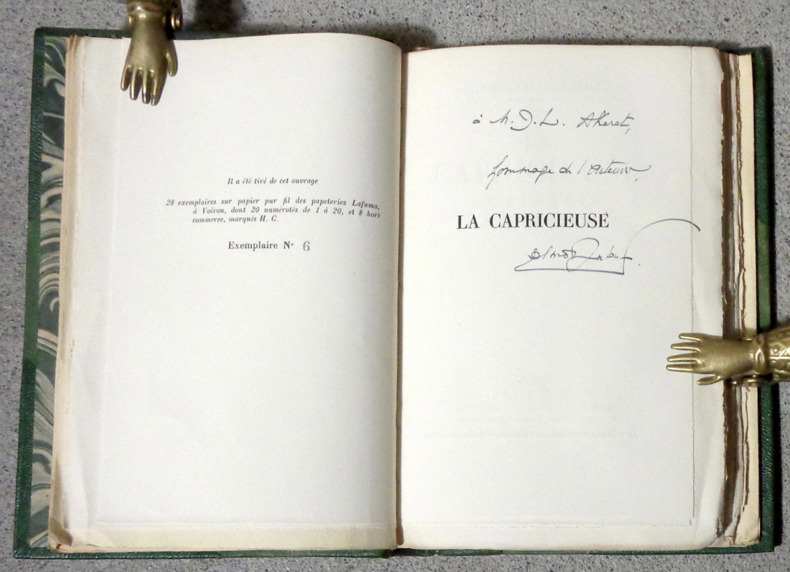 Il a été tiré de cet ouvrage
28 exemplaires sur papier pur fil des papeteries Lafuma,
à Voiron, dont 20 numérotés de 1 à 20, et 8 hors
commerce, marqués H. C.
Exemplaire N° 6
à M. D. L. Akeret,
hommage de l'Auteur
LA CAPRICIEUSE